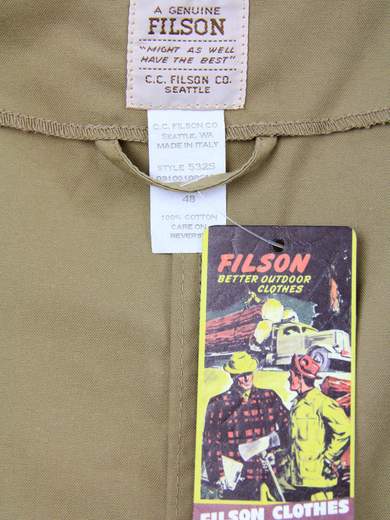 A GENUINE
FILSON
"MIGHT AS WELL
HAVE THE BEST"
C.C. FILSON CO.
SEATTLE
C.C. FILSON CO
SEATTLE, WA
MADE IN ITALY
STYLE 532S
48
100% COTTON
CARE ON
REVERSE
FILSON
BETTER OUTDOOR
CLOTHES
FILSON CLOTHES